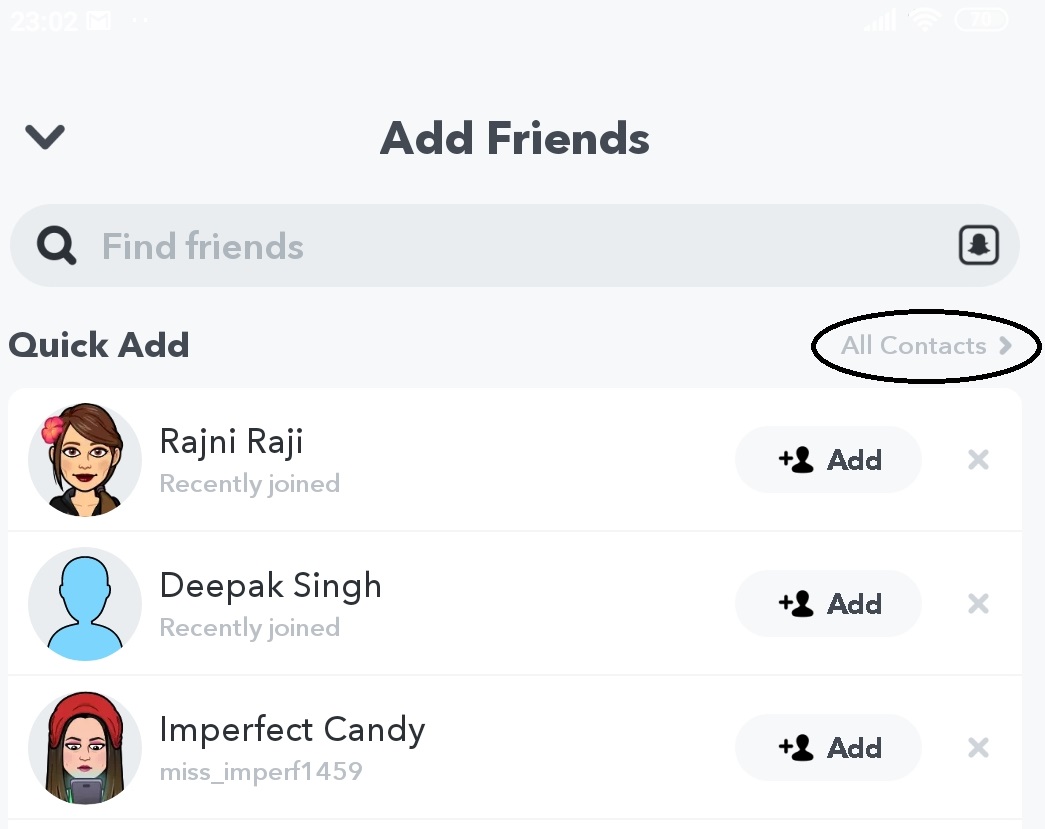 23:02
70
Add Friends
Find friends
Quick Add
All Contacts
Rajni Raji
Recently joined
Add
Deepak Singh
Recently joined
Add
Imperfect Candy
miss_imperf1459
Add